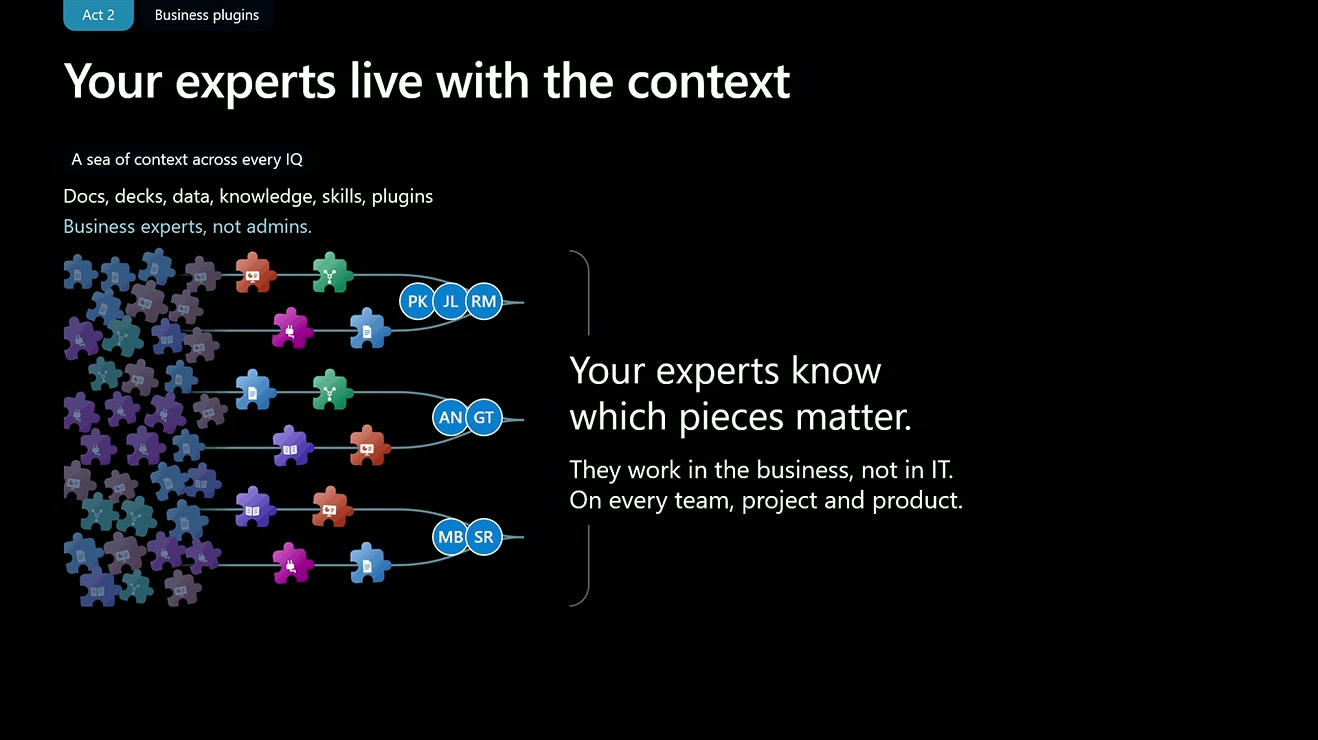 Act 2
Business plugins
Your experts live with the context
A sea of context across every IQ
Docs, decks, data, knowledge, skills, plugins
Business experts, not admins.
PK JL RM
AN GT
MB SR
Your experts know
which pieces matter.
They work in the business, not in IT.
On every team, project and product.